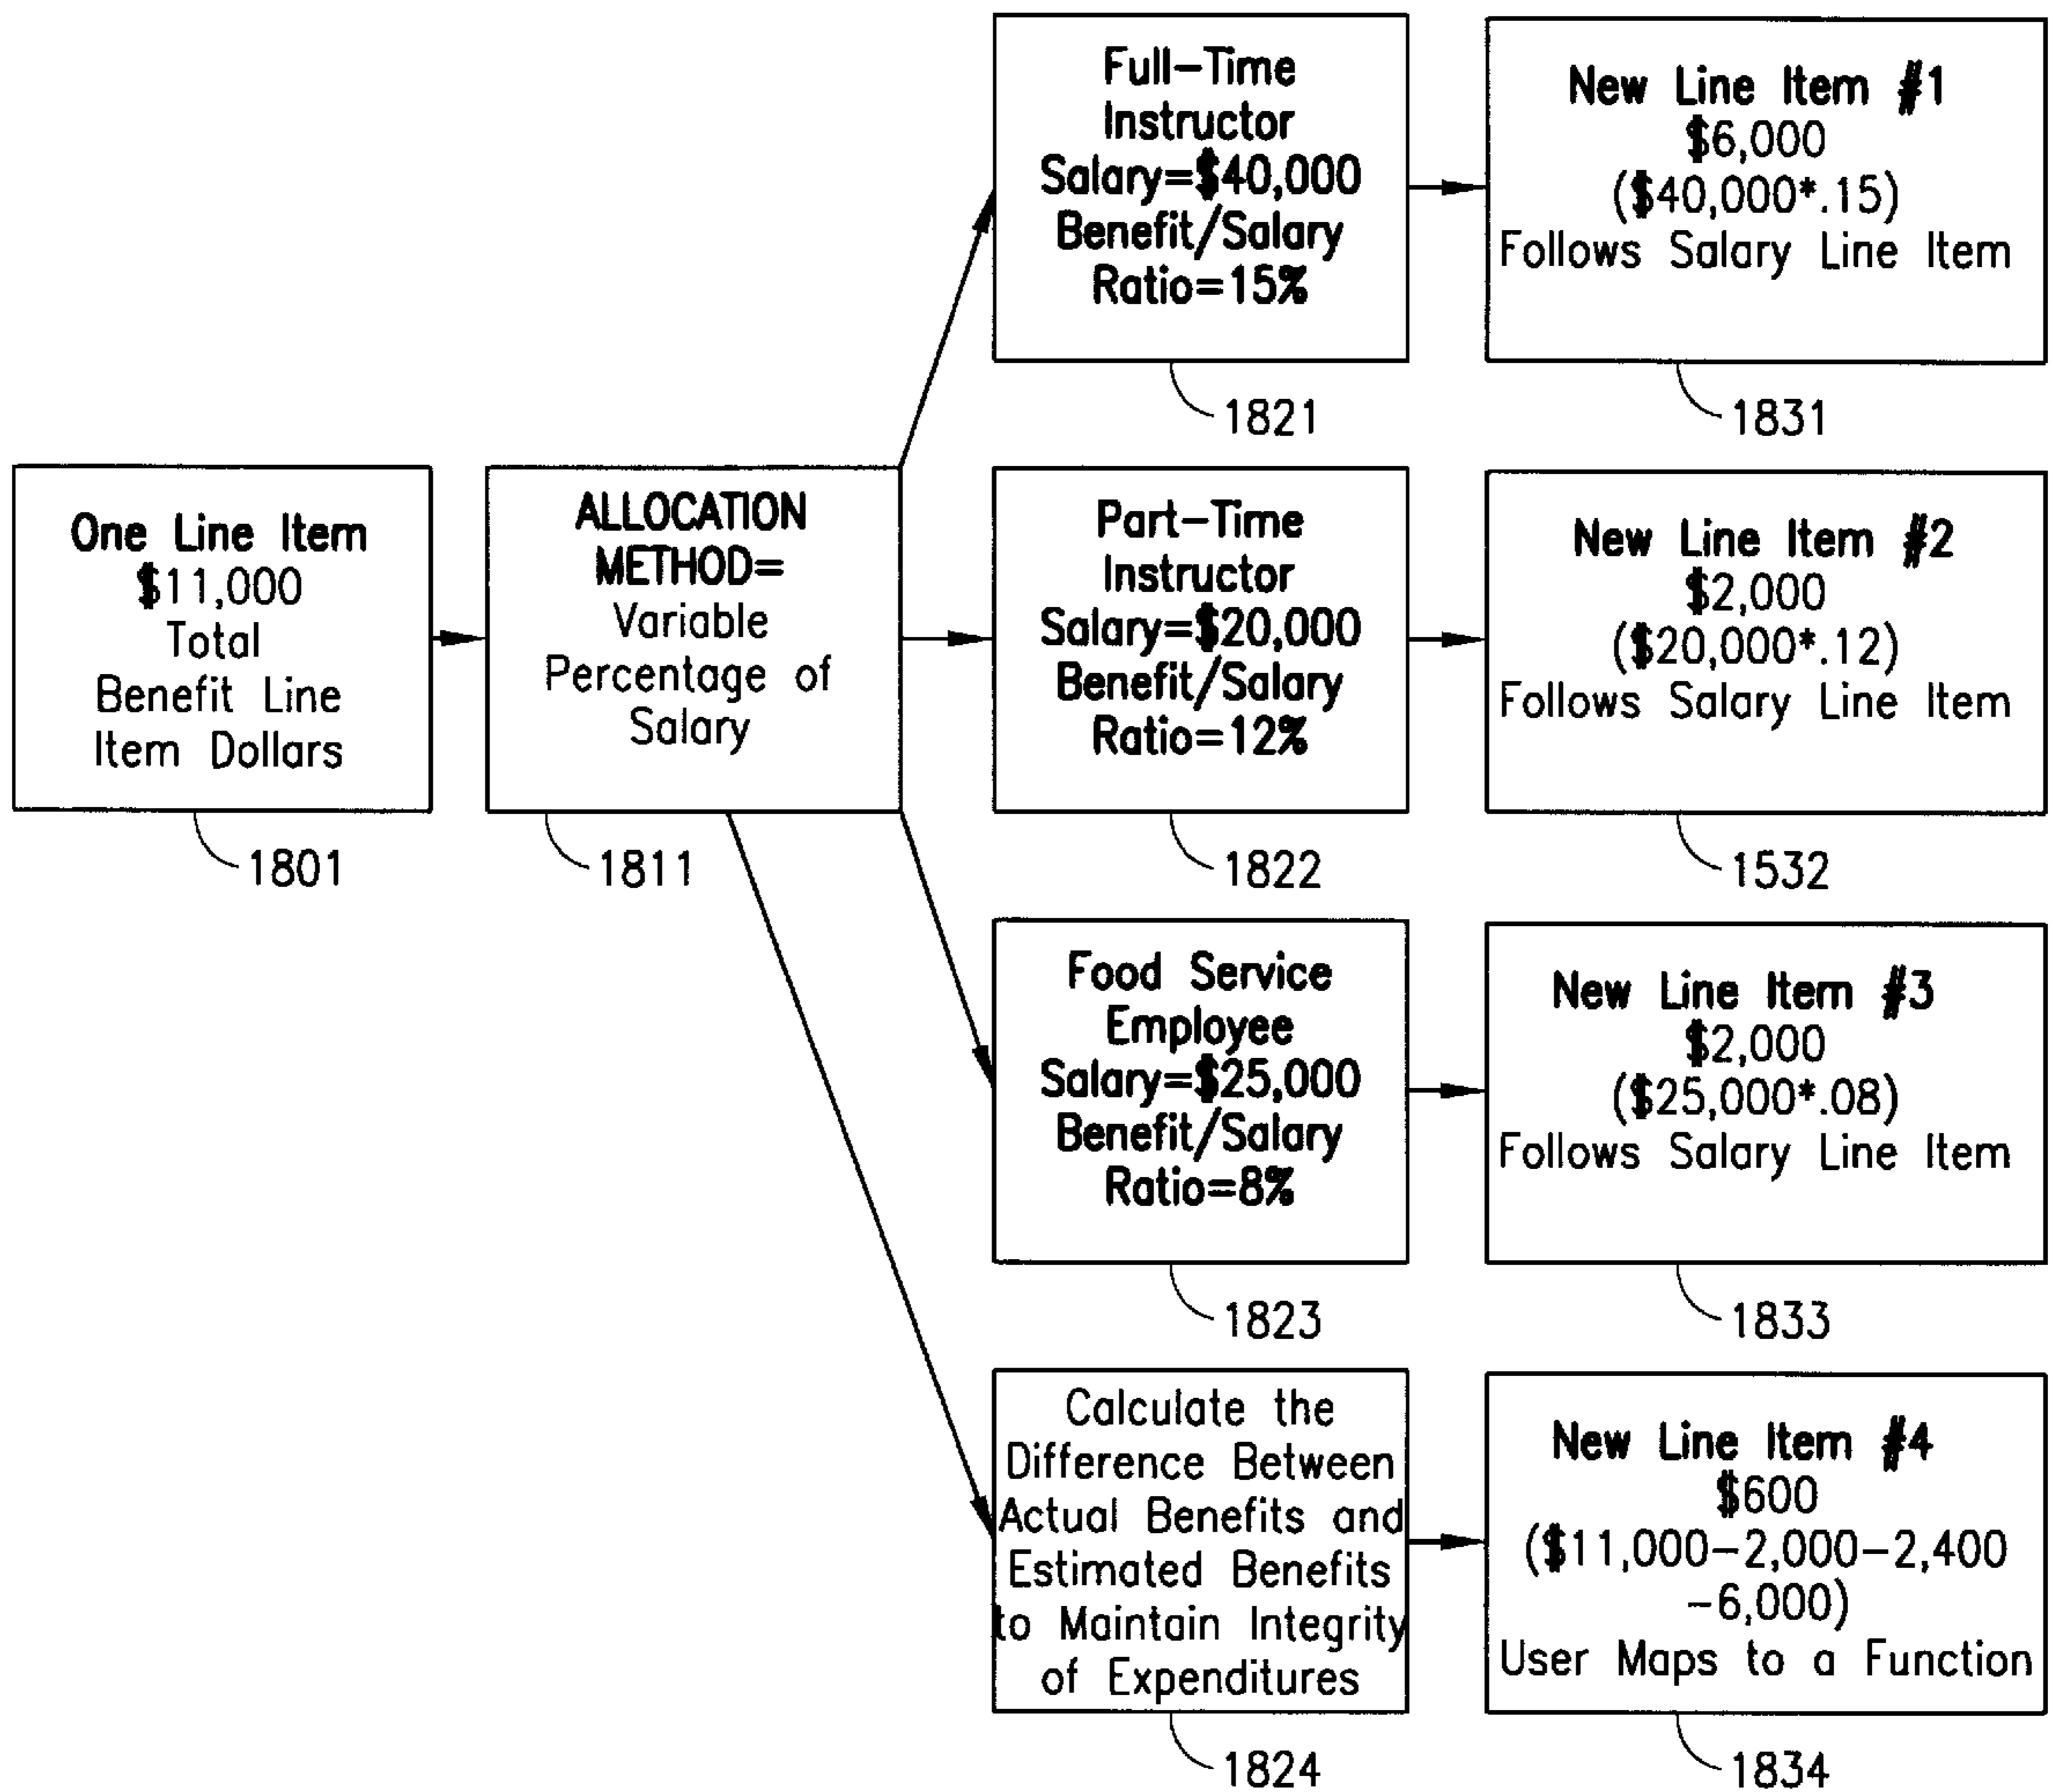 One Line Item
$11,000
Total
Benefit Line
Item Dollars
1801
ALLOCATION
METHOD=
Variable
Percentage of
Salary
1811
Full-Time
Instructor
Salary=$40,000
Benefit/Salary
Ratio=15%
1821
New Line Item #1
$6,000
($40,000*.15)
Follows Salary Line Item
1831
Part-Time
Instructor
Salary=$20,000
Benefit/Salary
Ratio=12%
1822
New Line Item #2
$2,000
($20,000*.12)
Follows Salary Line Item
1532
Food Service
Employee
Salary=$25,000
Benefit/Salary
Ratio=8%
1823
New Line Item #3
$2,000
($25,000*.08)
Follows Salary Line Item
1833
Calculate the
Difference Between
Actual Benefits and
Estimated Benefits
to Maintain Integrity
of Expenditures
1824
New Line Item #4
$600
($11,000-2,000-2,400
-6,000)
User Maps to a Function
1834